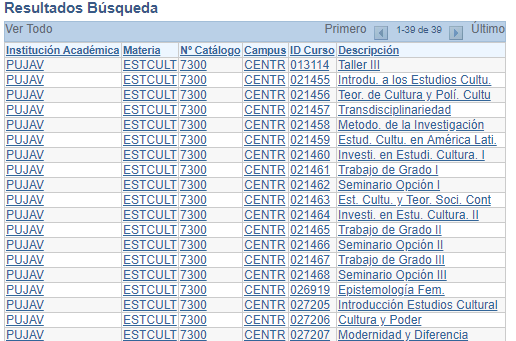 Resultados Búsqueda
Ver Todo Primero 1-39 de 39 Último
Institución Académica Materia Nº Catálogo Campus ID Curso Descripción
PUJAV ESTCULT 7300 CENTR 013114 Taller III
PUJAV ESTCULT 7300 CENTR 021455 Introdu. a los Estudios Cultu.
PUJAV ESTCULT 7300 CENTR 021456 Teor. de Cultura y Polí. Cultu
PUJAV ESTCULT 7300 CENTR 021457 Transdisciplinariedad
PUJAV ESTCULT 7300 CENTR 021458 Metodo. de la Investigación
PUJAV ESTCULT 7300 CENTR 021459 Estud. Cultu. en América Lati.
PUJAV ESTCULT 7300 CENTR 021460 Investi. en Estudi. Cultura. I
PUJAV ESTCULT 7300 CENTR 021461 Trabajo de Grado I
PUJAV ESTCULT 7300 CENTR 021462 Seminario Opción I
PUJAV ESTCULT 7300 CENTR 021463 Est. Cultu. y Teor. Soci. Cont
PUJAV ESTCULT 7300 CENTR 021464 Investi. en Estu. Cultura. II
PUJAV ESTCULT 7300 CENTR 021465 Trabajo de Grado II
PUJAV ESTCULT 7300 CENTR 021466 Seminario Opción II
PUJAV ESTCULT 7300 CENTR 021467 Trabajo de Grado III
PUJAV ESTCULT 7300 CENTR 021468 Seminario Opción III
PUJAV ESTCULT 7300 CENTR 026919 Epistemología Fem.
PUJAV ESTCULT 7300 CENTR 027205 Introducción Estudios Cultural
PUJAV ESTCULT 7300 CENTR 027206 Cultura y Poder
PUJAV ESTCULT 7300 CENTR 027207 Modernidad y Diferencia